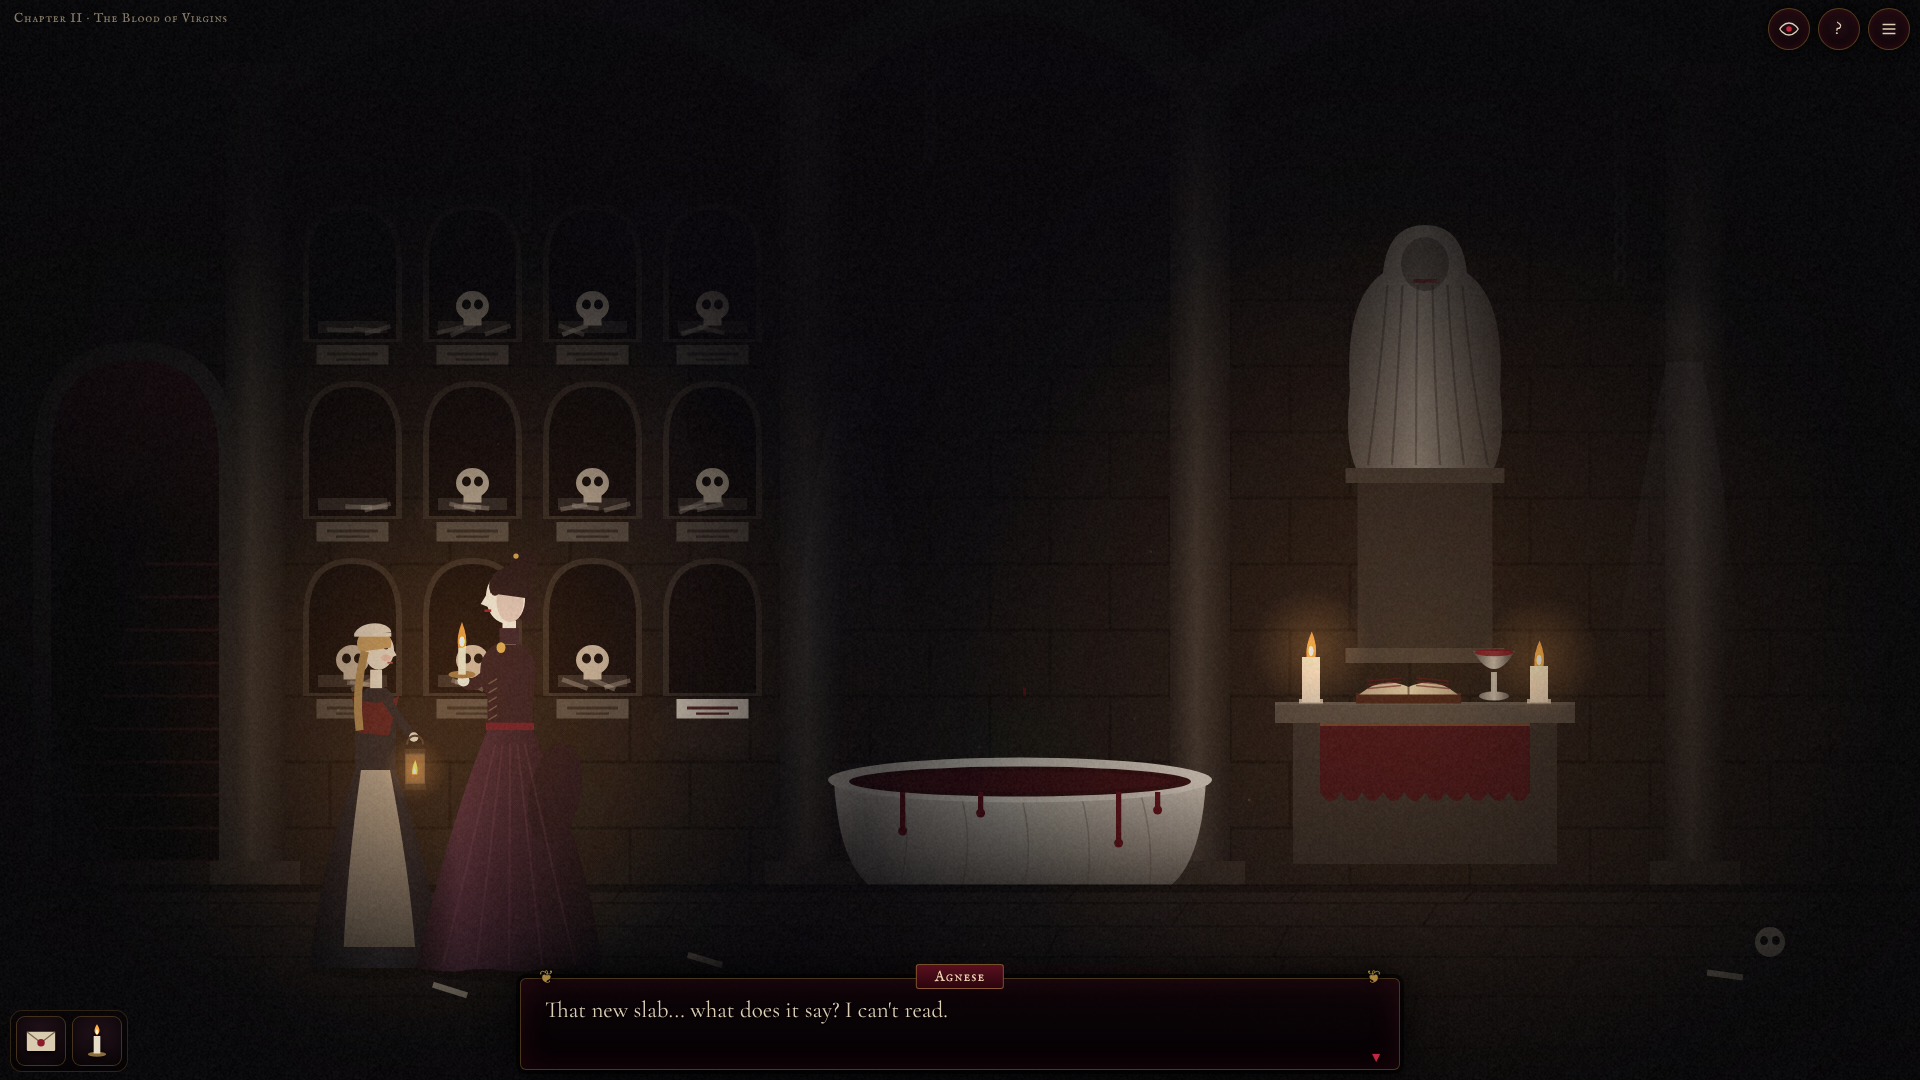 Chapter II · The Blood of Virgins
?
Agnese
That new slab... what does it say? I can't read.